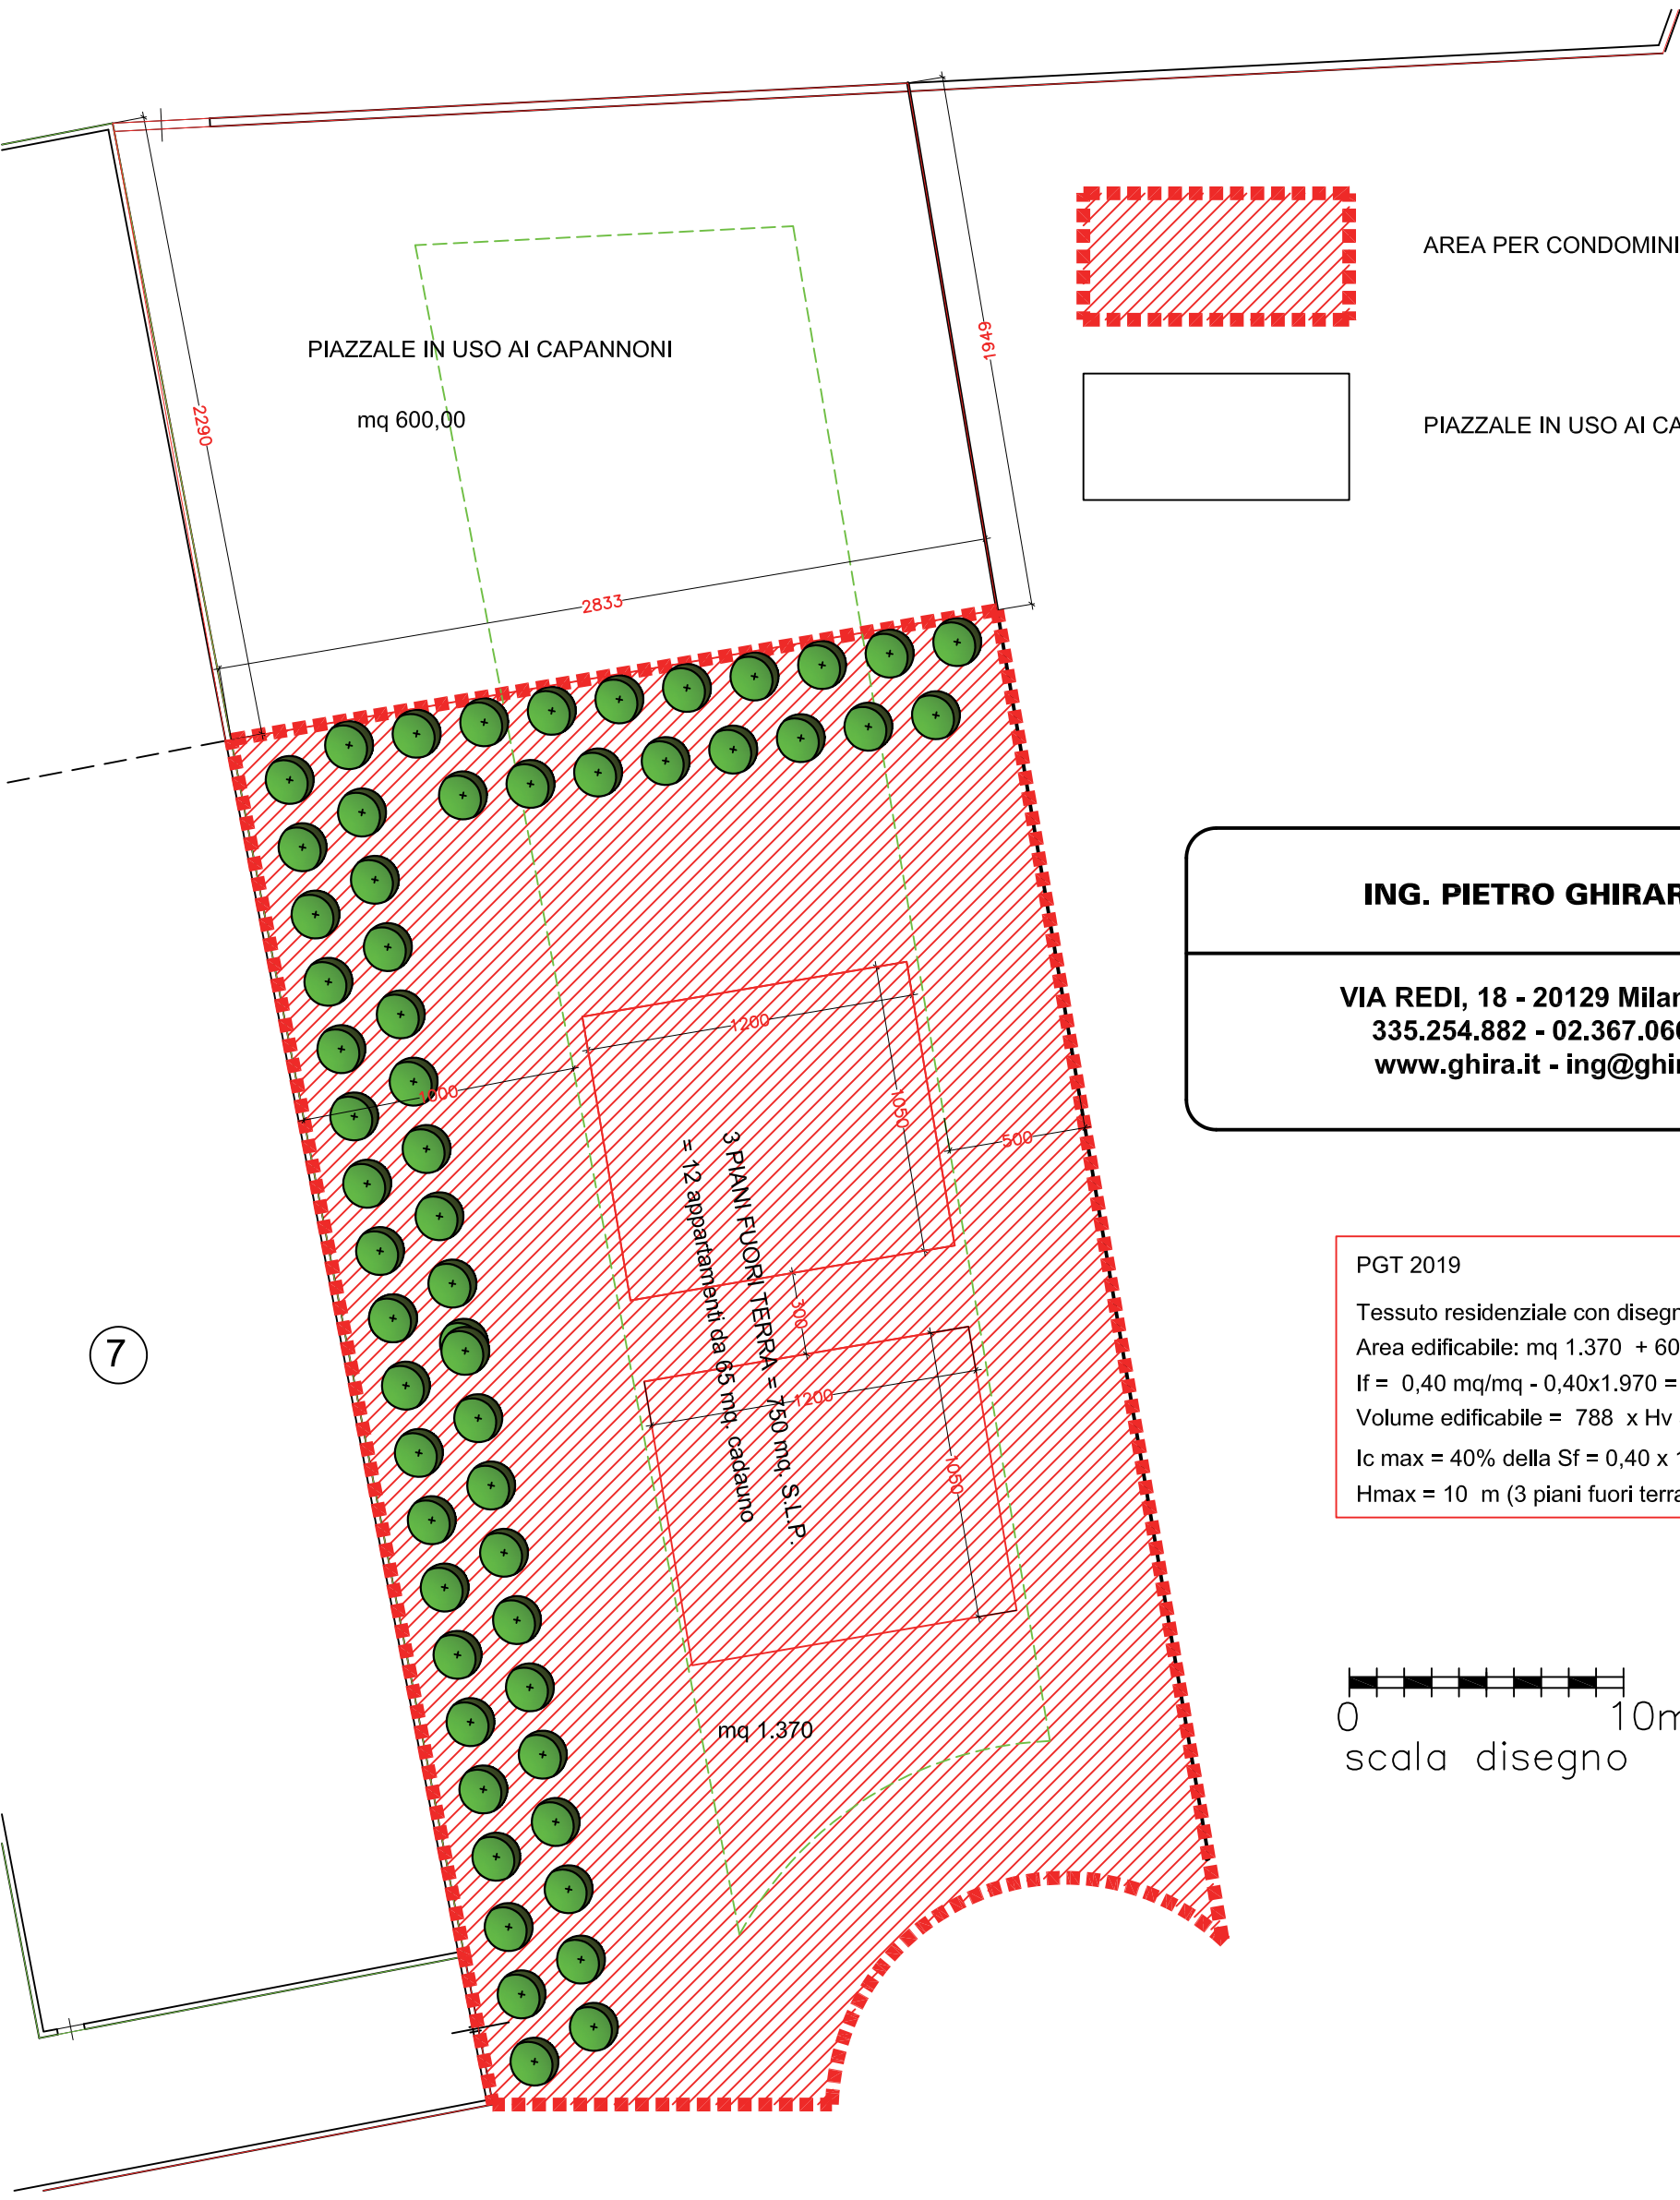 2290
PIAZZALE IN USO AI CAPANNONI
mq 600,00
1949
2833
AREA PER CONDOMINI
PIAZZALE IN USO AI CA
ING. PIETRO GHIRAR
VIA REDI, 18 - 20129 Milan
335.254.882 - 02.367.060
www.ghira.it - ing@ghir
1200
1050
1000
500
3 PIANI FUORI TERRA = 750 mq. S.L.P.
= 12 appartamenti da 65 mq. cadauno
300
1200
1050
mq 1.370
7
PGT 2019
Tessuto residenziale con disegn
Area edificabile: mq 1.370 + 60
If = 0,40 mq/mq - 0,40x1.970 =
Volume edificabile = 788 x Hv
Ic max = 40% della Sf = 0,40 x 1
Hmax = 10 m (3 piani fuori terra
0 10m
scala disegno